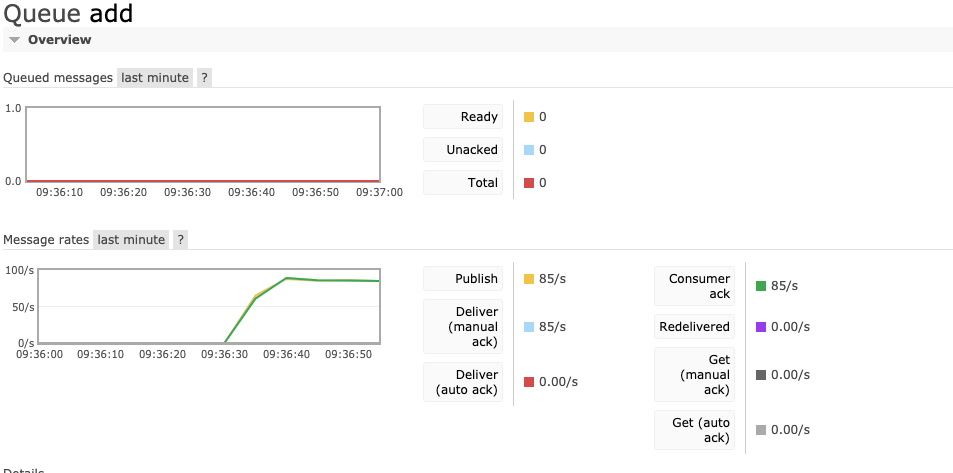 Queue add
Overview
Queued messages last minute ?
1.0
0.0
09:36:10 09:36:20 09:36:30 09:36:40 09:36:50 09:37:00
Ready 0
Unacked 0
Total 0
Message rates last minute ?
100/s
50/s
0/s
09:36:00 09:36:10 09:36:20 09:36:30 09:36:40 09:36:50
Publish 85/s
Deliver
(manual
ack) 85/s
Deliver
(auto ack) 0.00/s
Consumer
ack 85/s
Redelivered 0.00/s
Get
(manual
ack) 0.00/s
Get (auto
ack) 0.00/s
Details